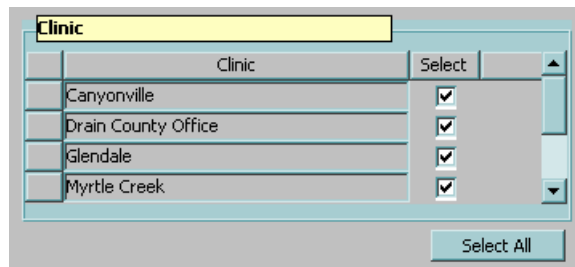 Clinic
Clinic Select
Canyonville
Drain County Office
Glendale
Myrtle Creek
Select All